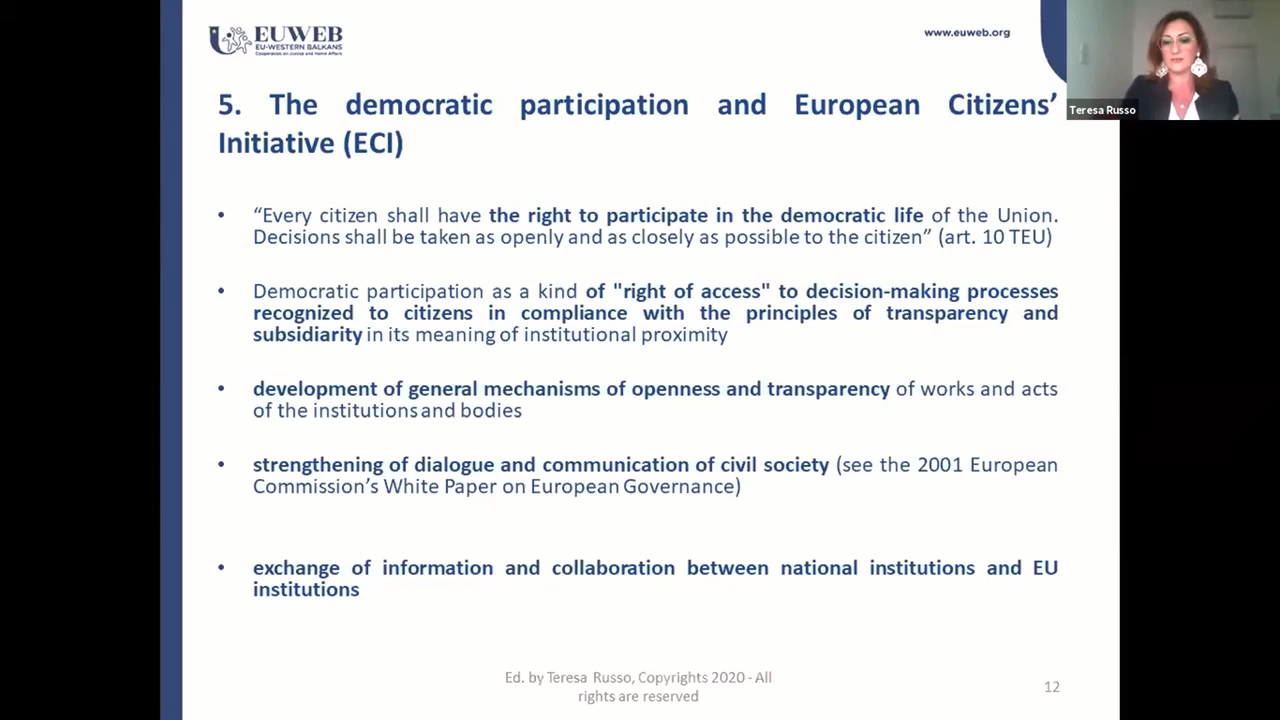 EUWEB
EU-WESTERN BALKANS
Cooperation on Justice and Home Affairs
www.euweb.org
Teresa Russo
5. The democratic participation and European Citizens’
Initiative (ECI)
• “Every citizen shall have the right to participate in the democratic life of the Union.
Decisions shall be taken as openly and as closely as possible to the citizen” (art. 10 TEU)
• Democratic participation as a kind of "right of access" to decision-making processes
recognized to citizens in compliance with the principles of transparency and
subsidiarity in its meaning of institutional proximity
• development of general mechanisms of openness and transparency of works and acts
of the institutions and bodies
• strengthening of dialogue and communication of civil society (see the 2001 European
Commission’s White Paper on European Governance)
• exchange of information and collaboration between national institutions and EU
institutions
Ed. by Teresa Russo, Copyrights 2020 - All
rights are reserved
12